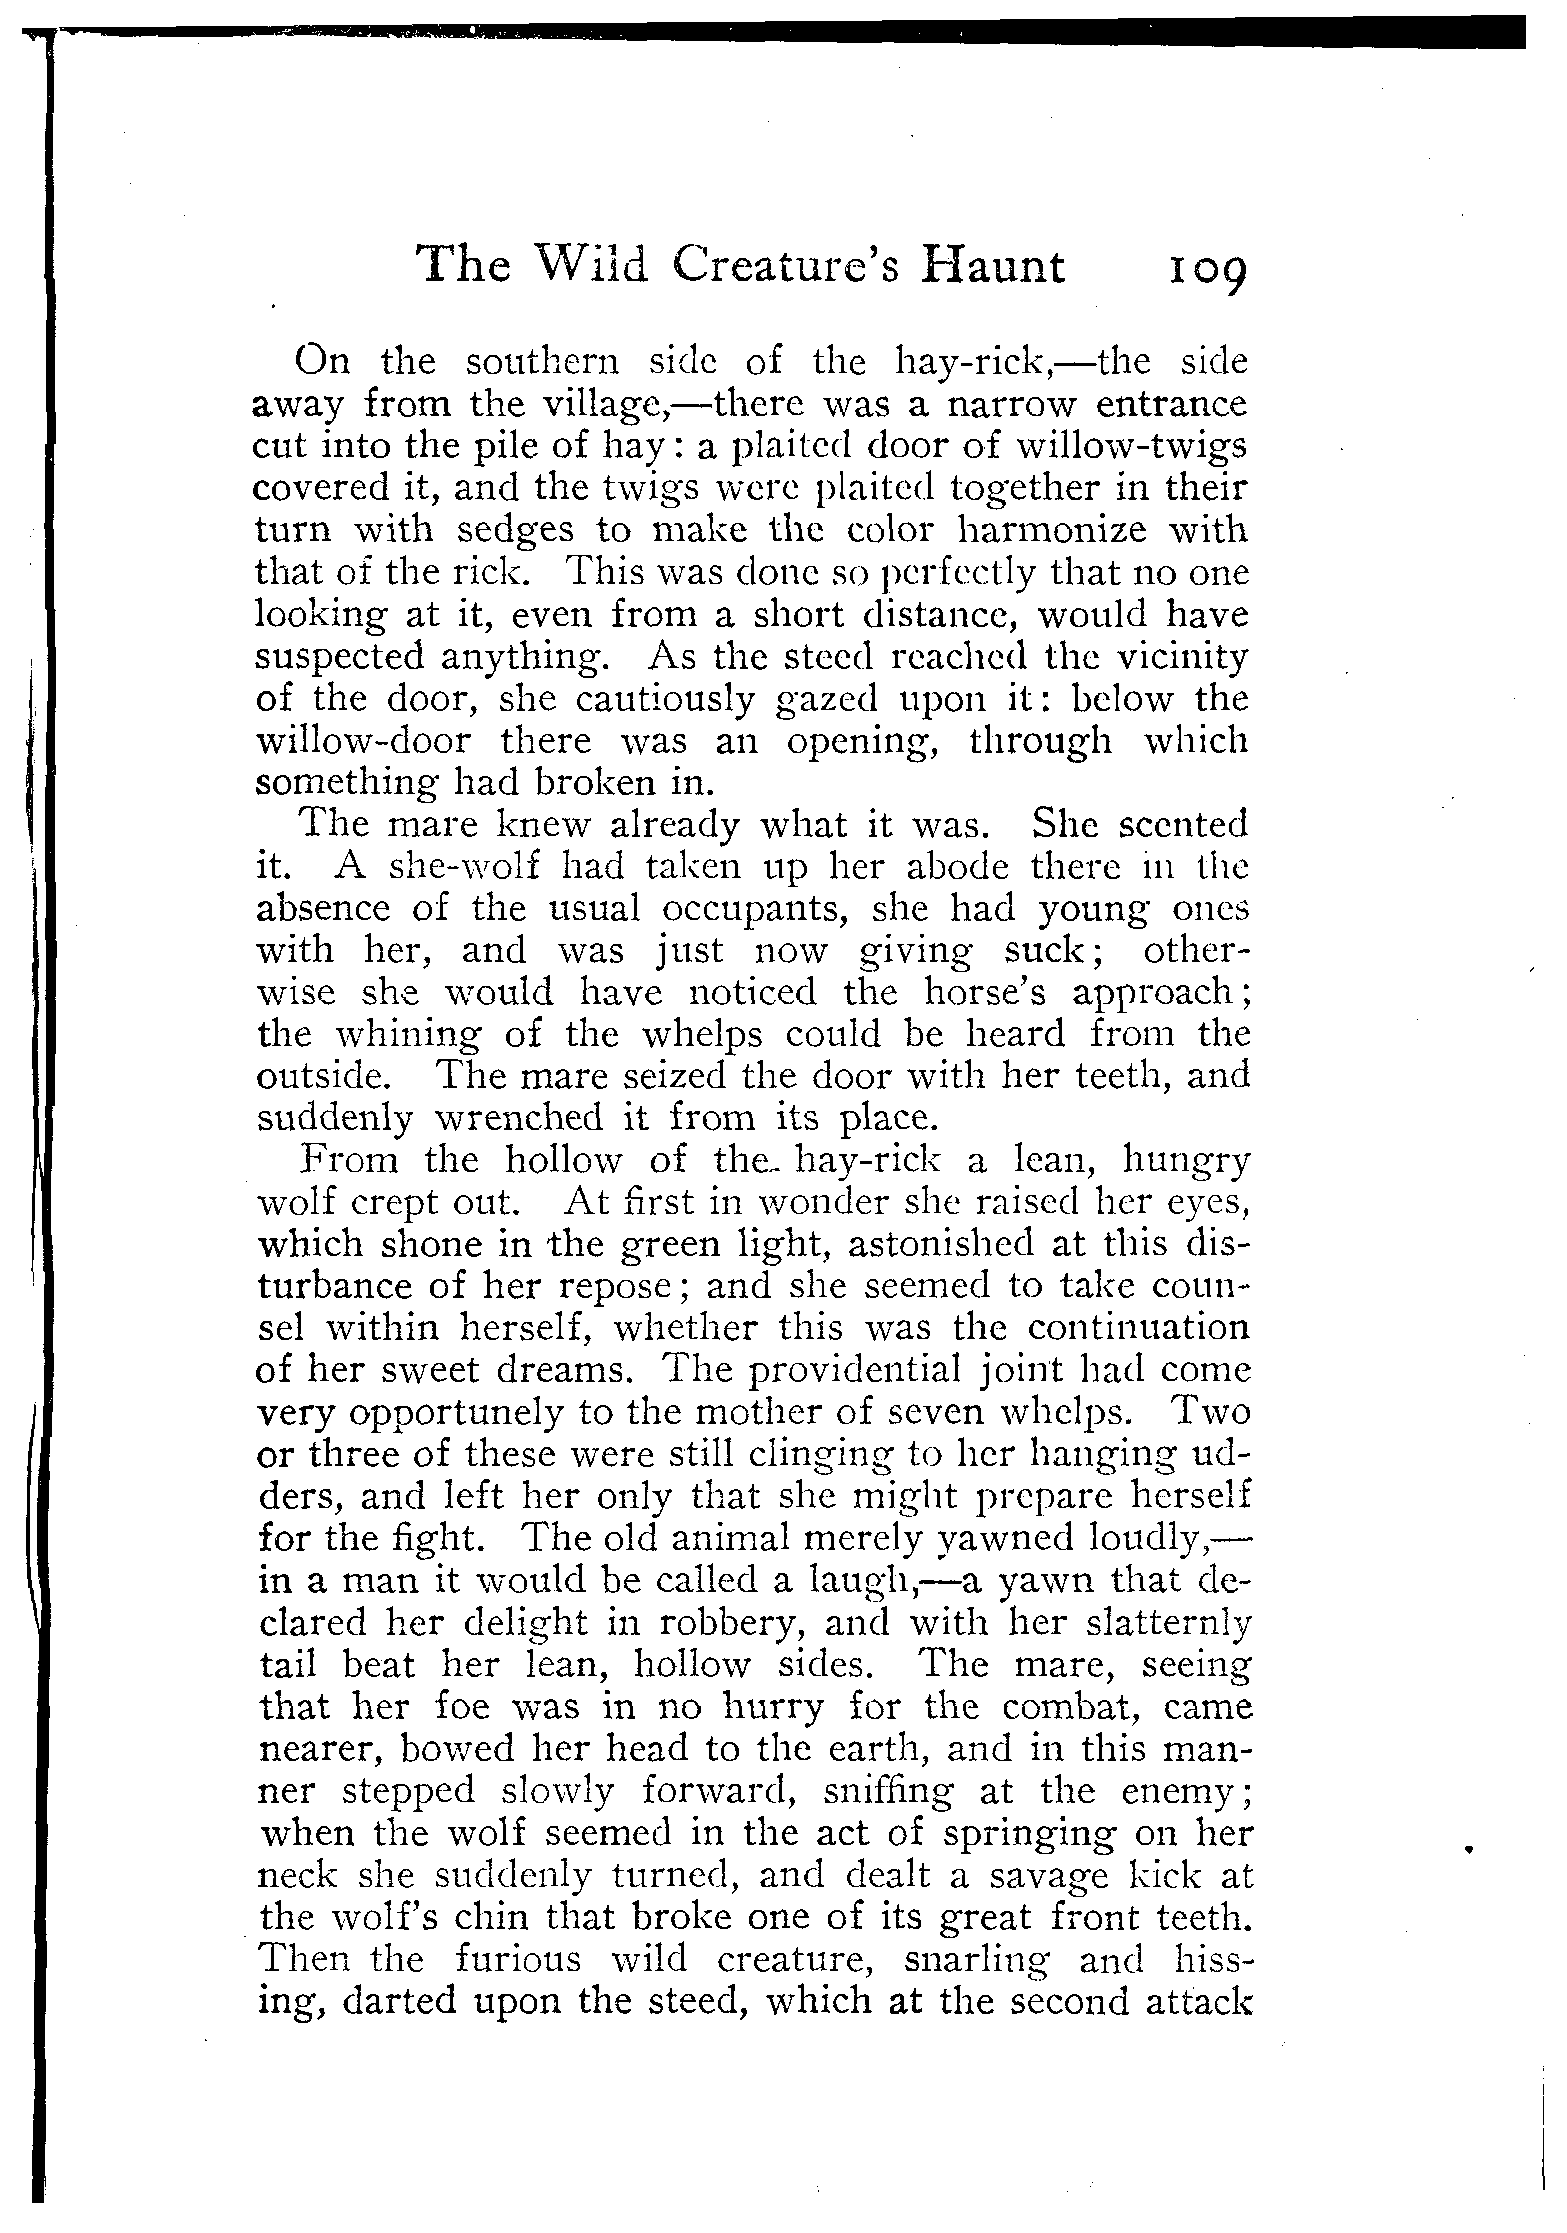 The Wild Creature's Haunt 109
On the southern side of the hay-rick,—the side
away from the village,—there was a narrow entrance
cut into the pile of hay: a plaited door of willow-twigs
covered it, and the twigs were plaited together in their
turn with sedges to make the color harmonize with
that of the rick. This was done so perfectly that no one
looking at it, even from a short distance, would have
suspected anything. As the steed reached the vicinity
of the door, she cautiously gazed upon it: below the
willow-door there was an opening, through which
something had broken in.
The mare knew already what it was. She scented
it. A she-wolf had taken up her abode there in the
absence of the usual occupants, she had young ones
with her, and was just now giving suck; other-
wise she would have noticed the horse's approach;
the whining of the whelps could be heard from the
outside. The mare seized the door with her teeth, and
suddenly wrenched it from its place.
From the hollow of the hay-rick a lean, hungry
wolf crept out. At first in wonder she raised her eyes,
which shone in the green light, astonished at this dis-
turbance of her repose; and she seemed to take coun-
sel within herself, whether this was the continuation
of her sweet dreams. The providential joint had come
very opportunely to the mother of seven whelps. Two
or three of these were still clinging to her hanging ud-
ders, and left her only that she might prepare herself
for the fight. The old animal merely yawned loudly,—
in a man it would be called a laugh,—a yawn that de-
clared her delight in robbery, and with her slatternly
tail beat her lean, hollow sides. The mare, seeing
that her foe was in no hurry for the combat, came
nearer, bowed her head to the earth, and in this man-
ner stepped slowly forward, sniffing at the enemy;
when the wolf seemed in the act of springing on her
neck she suddenly turned, and dealt a savage kick at
the wolf's chin that broke one of its great front teeth.
Then the furious wild creature, snarling and hiss-
ing, darted upon the steed, which at the second attack